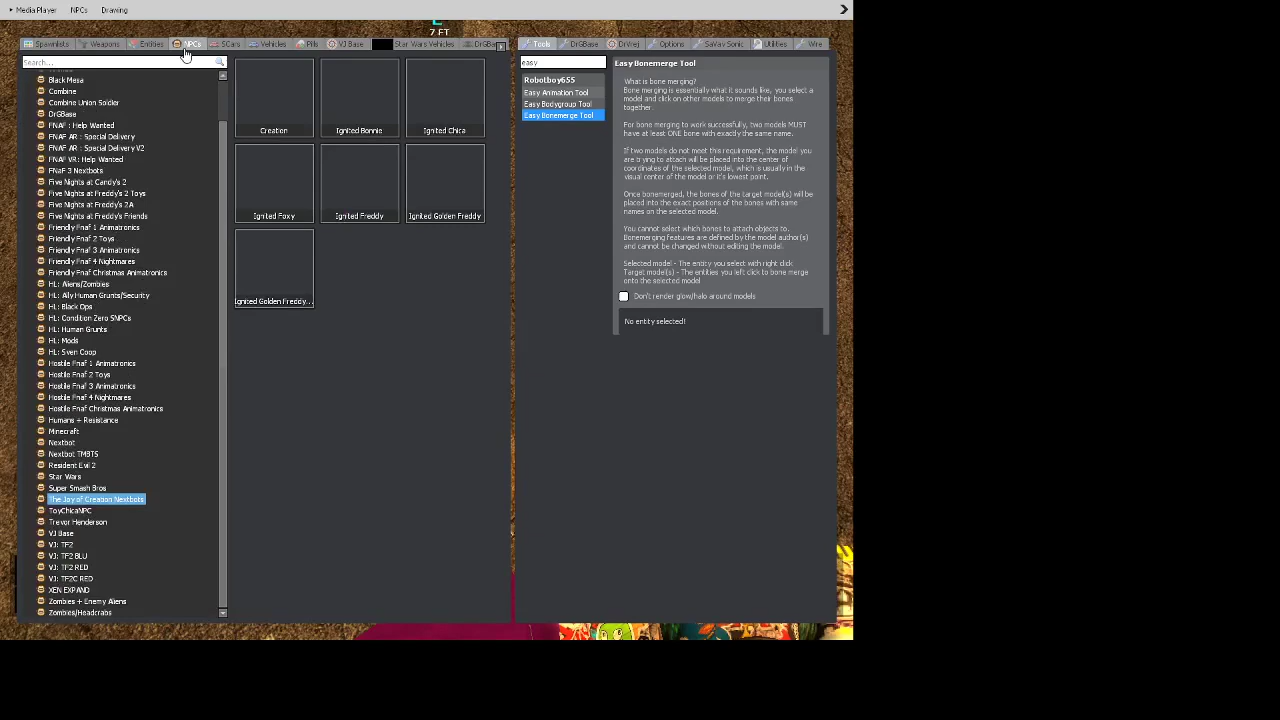 Media Player NPCs Drawing
7 FT
Spawnlists Weapons Entities NPCs SCars Vehicles Pills VJ Base Star Wars Vehicles DrGBa
Search...
Black Mesa
Combine
Combine Union Soldier
DrGBase
FNAF : Help Wanted
FNAF AR : Special Delivery
FNAF AR : Special Delivery V2
FNAF VR: Help Wanted
FNaF 3 Nextbots
Five Nights at Candy's 2
Five Nights at Freddy's 2 Toys
Five Nights at Freddy's 2A
Five Nights at Freddy's Friends
Friendly Fnaf 1 Animatronics
Friendly Fnaf 2 Toys
Friendly Fnaf 3 Animatronics
Friendly Fnaf 4 Nightmares
Friendly Fnaf Christmas Animatronics
HL: Aliens/Zombies
HL: Ally Human Grunts/Security
HL: Black Ops
HL: Condition Zero SNPCs
HL: Human Grunts
HL: Mods
HL: Sven Coop
Hostile Fnaf 1 Animatronics
Hostile Fnaf 2 Toys
Hostile Fnaf 3 Animatronics
Hostile Fnaf 4 Nightmares
Hostile Fnaf Christmas Animatronics
Humans + Resistance
Minecraft
Nextbot
Nextbot TMBTS
Resident Evil 2
Star Wars
Super Smash Bros
The Joy of Creation Nextbots
ToyChicaNPC
Trevor Henderson
VJ Base
VJ: TF2
VJ: TF2 BLU
VJ: TF2 RED
VJ: TF2C RED
XEN EXPAND
Zombies + Enemy Aliens
Zombies/Headcrabs
Creation Ignited Bonnie Ignited Chica
Ignited Foxy Ignited Freddy Ignited Golden Freddy
Ignited Golden Freddy...
Tools DrGBase DrVrej Options SaVav Sonic Utilities Wire
easy
Robotboy655
Easy Animation Tool
Easy Bodygroup Tool
Easy Bonemerge Tool
Easy Bonemerge Tool
What is bone merging?
Bone merging is essentially what it sounds like, you select a
model and click on other models to merge their bones
together.
For bone merging to work successfully, two models MUST
have at least ONE bone with exactly the same name.
If two models do not meet this requirement, the model you
are trying to attach will be placed into the center of
coordinates of the selected model, which is usually in the
visual center of the model or it's lowest point.
Once bonemerged, the bones of the target model(s) will be
placed into the exact positions of the bones with same
names on the selected model.
You cannot select which bones to attach objects to.
Bonemerging features are defined by the model author(s)
and cannot be changed without editing the model.
Selected model - The entity you select with right click
Target model(s) - The entities you left click to bone merge
onto the selected model
Don't render glow/halo around models
No entity selected!